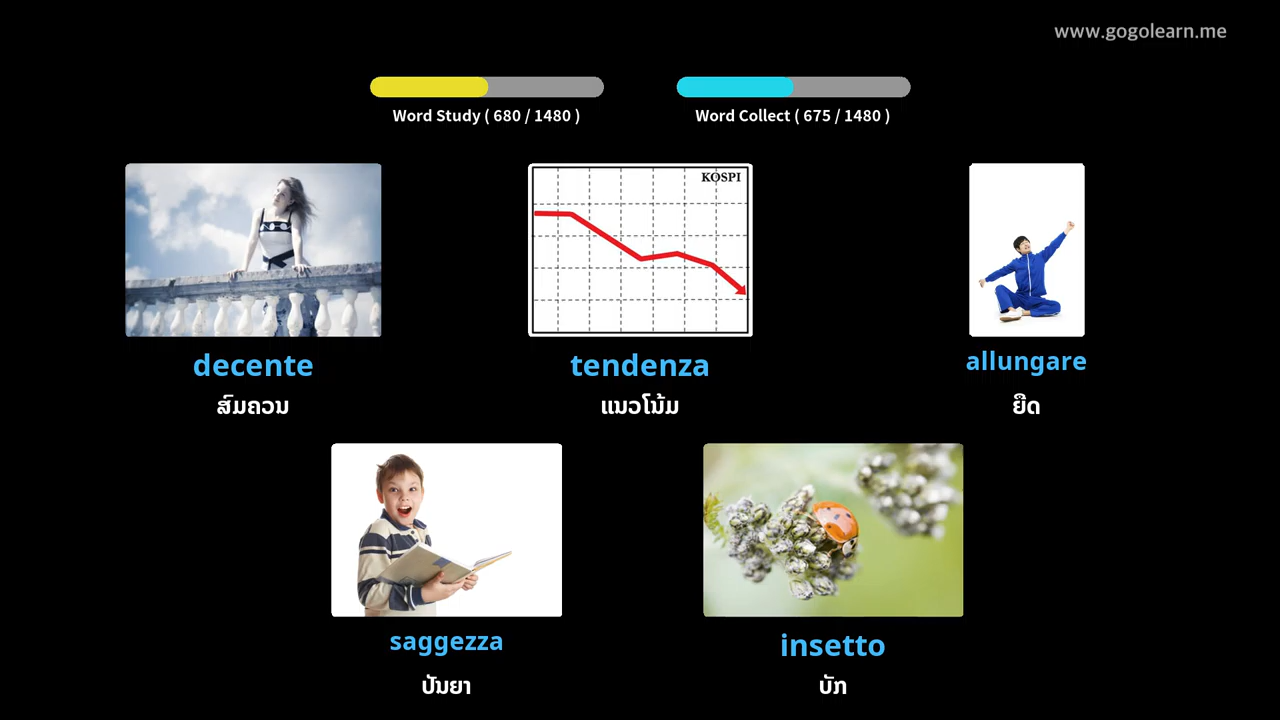 www.gogolearn.me
Word Study ( 680 / 1480 )
Word Collect ( 675 / 1480 )
KOSPI
decente
tendenza
allungare
ສົມຄວນ
ແນວໂນ້ມ
ຍືດ
saggezza
insetto
ປັນຍາ
ບັກ